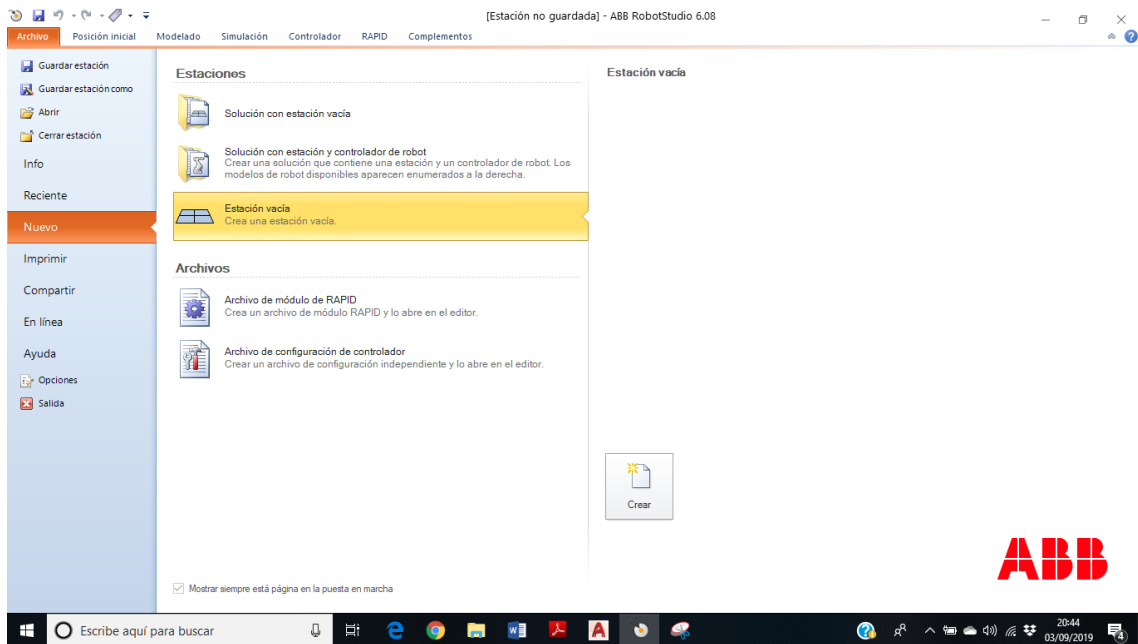 [Estación no guardada] - ABB RobotStudio 6.08
Archivo Posición inicial Modelado Simulación Controlador RAPID Complementos
Guardar estación
Guardar estación como
Abrir
Cerrar estación
Info
Reciente
Nuevo
Imprimir
Compartir
En línea
Ayuda
Opciones
Salida
Estaciones
Solución con estación vacía
Solución con estación y controlador de robot
Crear una solución que contiene una estación y un controlador de robot. Los
modelos de robot disponibles aparecen enumerados a la derecha.
Estación vacía
Crea una estación vacía.
Archivos
Archivo de módulo de RAPID
Crea un archivo de módulo RAPID y lo abre en el editor.
Archivo de configuración de controlador
Crear un archivo de configuración independiente y lo abre en el editor.
Mostrar siempre está página en la puesta en marcha
Estación vacía
Crear
ABB
Escribe aquí para buscar
20:44
03/09/2019